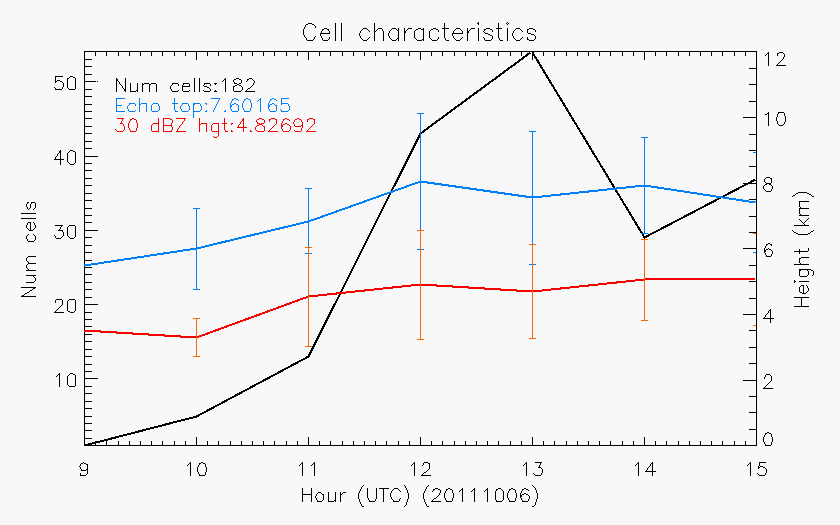 Cell characteristics
Num cells:182
Echo top:7.60165
30 dBZ hgt:4.82692
50
40
30
20
10
Num cells
12
10
8
6
4
2
0
Height (km)
9 10 11 12 13 14 15
Hour (UTC) (20111006)